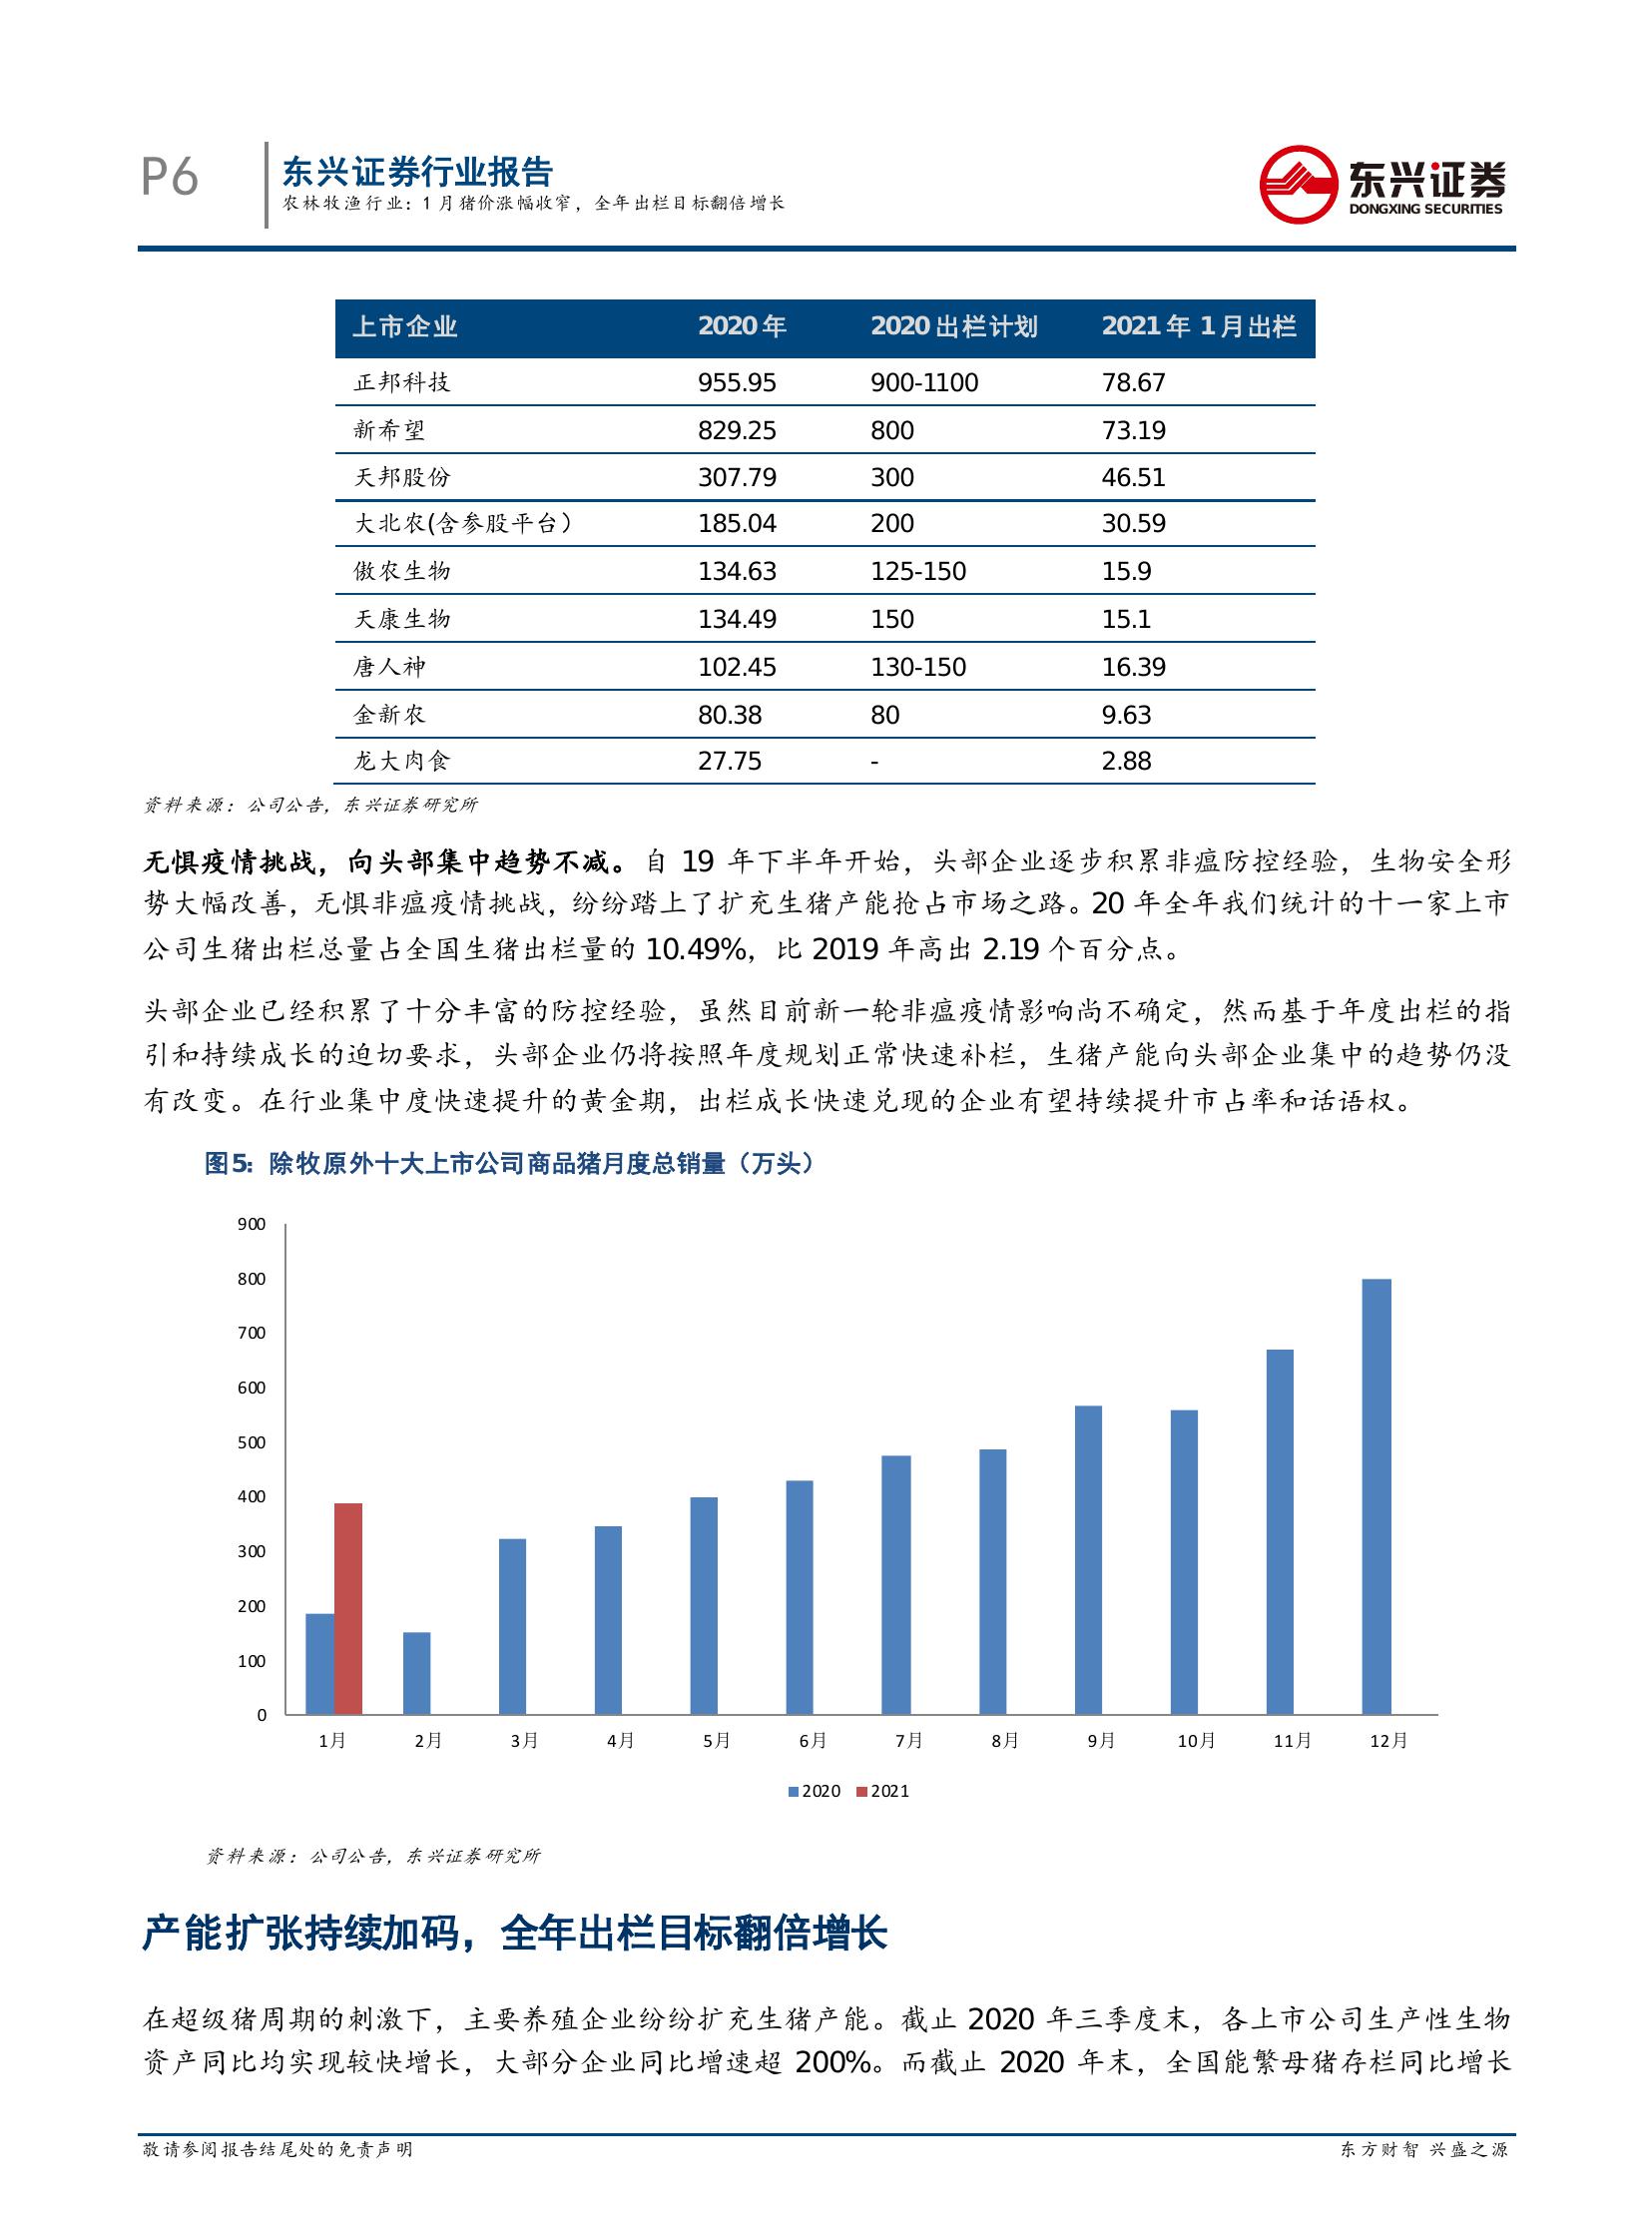 P6
东兴证券行业报告
农林牧渔行业：1月猪价涨幅收窄，全年出栏目标翻倍增长
东兴证券
DONGXING SECURITIES
上市企业 2020年 2020出栏计划 2021年1月出栏
正邦科技 955.95 900-1100 78.67
新希望 829.25 800 73.19
天邦股份 307.79 300 46.51
大北农(含参股平台） 185.04 200 30.59
傲农生物 134.63 125-150 15.9
天康生物 134.49 150 15.1
唐人神 102.45 130-150 16.39
金新农 80.38 80 9.63
龙大肉食 27.75 - 2.88
资料来源：公司公告，东兴证券研究所
无惧疫情挑战，向头部集中趋势不减。自 19 年下半年开始，头部企业逐步积累非瘟防控经验，生物安全形
势大幅改善，无惧非瘟疫情挑战，纷纷踏上了扩充生猪产能抢占市场之路。20 年全年我们统计的十一家上市
公司生猪出栏总量占全国生猪出栏量的 10.49%，比 2019 年高出 2.19 个百分点。
头部企业已经积累了十分丰富的防控经验，虽然目前新一轮非瘟疫情影响尚不确定，然而基于年度出栏的指
引和持续成长的迫切要求，头部企业仍将按照年度规划正常快速补栏，生猪产能向头部企业集中的趋势仍没
有改变。在行业集中度快速提升的黄金期，出栏成长快速兑现的企业有望持续提升市占率和话语权。
图5：除牧原外十大上市公司商品猪月度总销量（万头）
900
800
700
600
500
400
300
200
100
0
1月 2月 3月 4月 5月 6月 7月 8月 9月 10月 11月 12月
2020 2021
资料来源：公司公告，东兴证券研究所
产能扩张持续加码，全年出栏目标翻倍增长
在超级猪周期的刺激下，主要养殖企业纷纷扩充生猪产能。截止 2020 年三季度末，各上市公司生产性生物
资产同比均实现较快增长，大部分企业同比增速超 200%。而截止 2020 年末，全国能繁母猪存栏同比增长
敬请参阅报告结尾处的免责声明 东方财智 兴盛之源